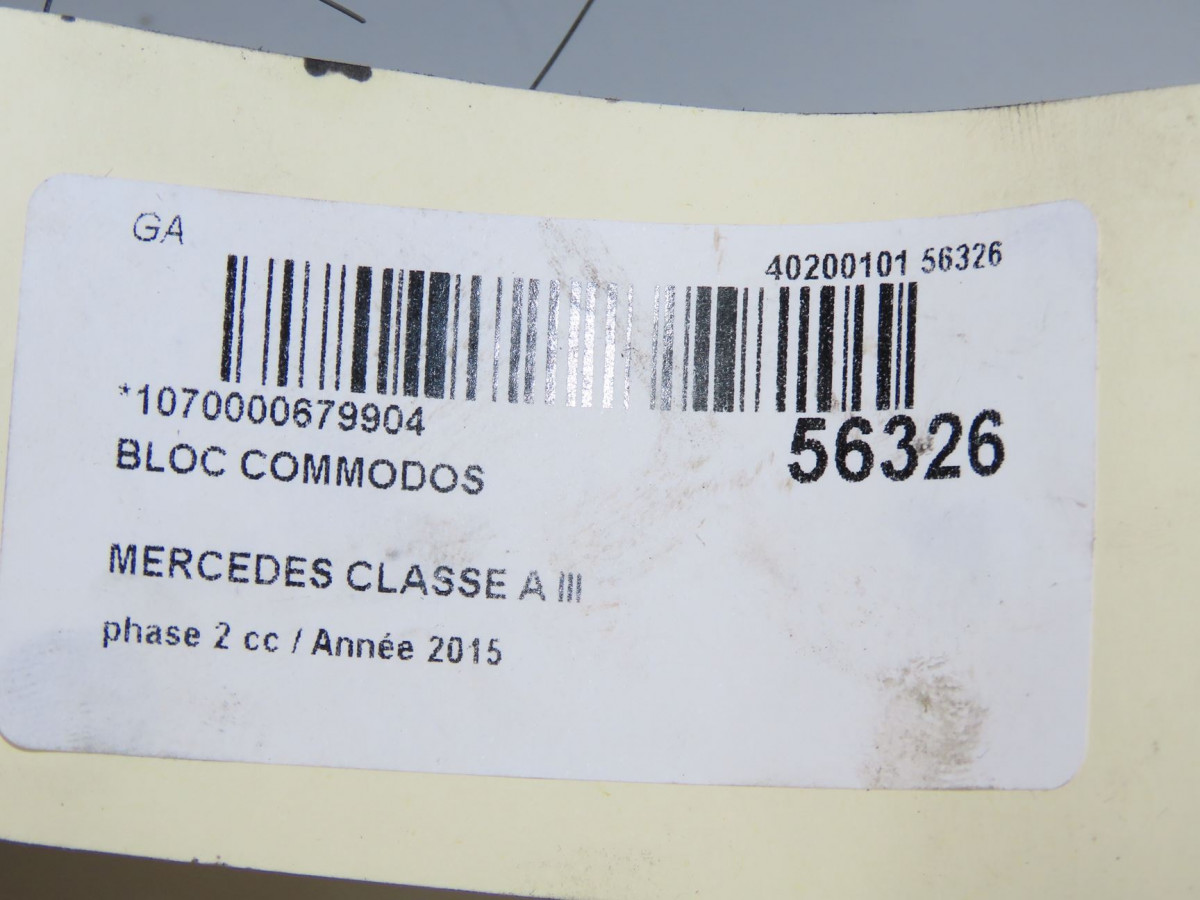 GA
40200101 56326
*1070000679904
56326
BLOC COMMODOS
MERCEDES CLASSE A III
phase 2 cc / Année 2015